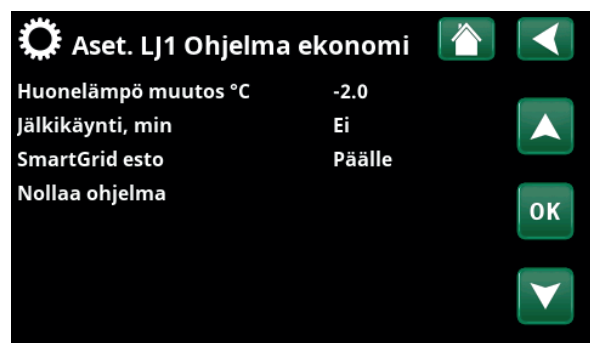 Aset. LJ1 Ohjelma ekonomi
Huonelämpö muutos °C -2.0
Jälkikäynti, min Ei
SmartGrid esto Päälle
Nollaa ohjelma
OK